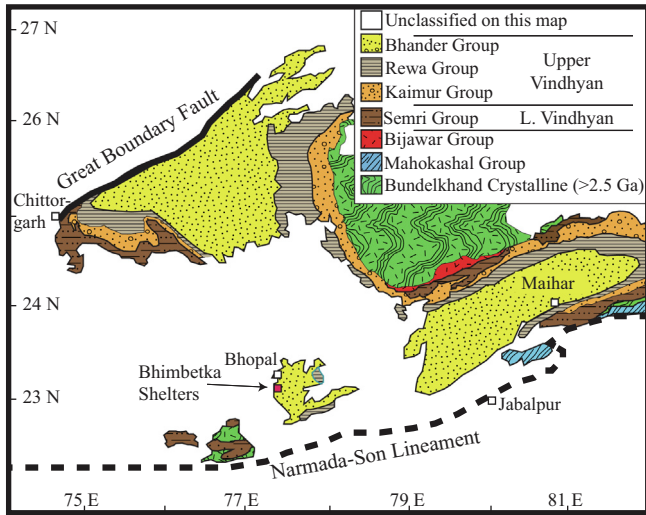 27 N
26 N
25 N
24 N
23 N
75 E
77 E
79 E
81 E
Unclassified on this map
Bhander Group
Rewa Group
Kaimur Group
Upper
Vindhyan
Semri Group
L. Vindhyan
Bijawar Group
Mahokashal Group
Bundelkhand Crystalline (>2.5 Ga)
Great Boundary Fault
Chittor-
garh
Maihar
Bhopal
Bhimbetka
Shelters
Jabalpur
Narmada-Son Lineament